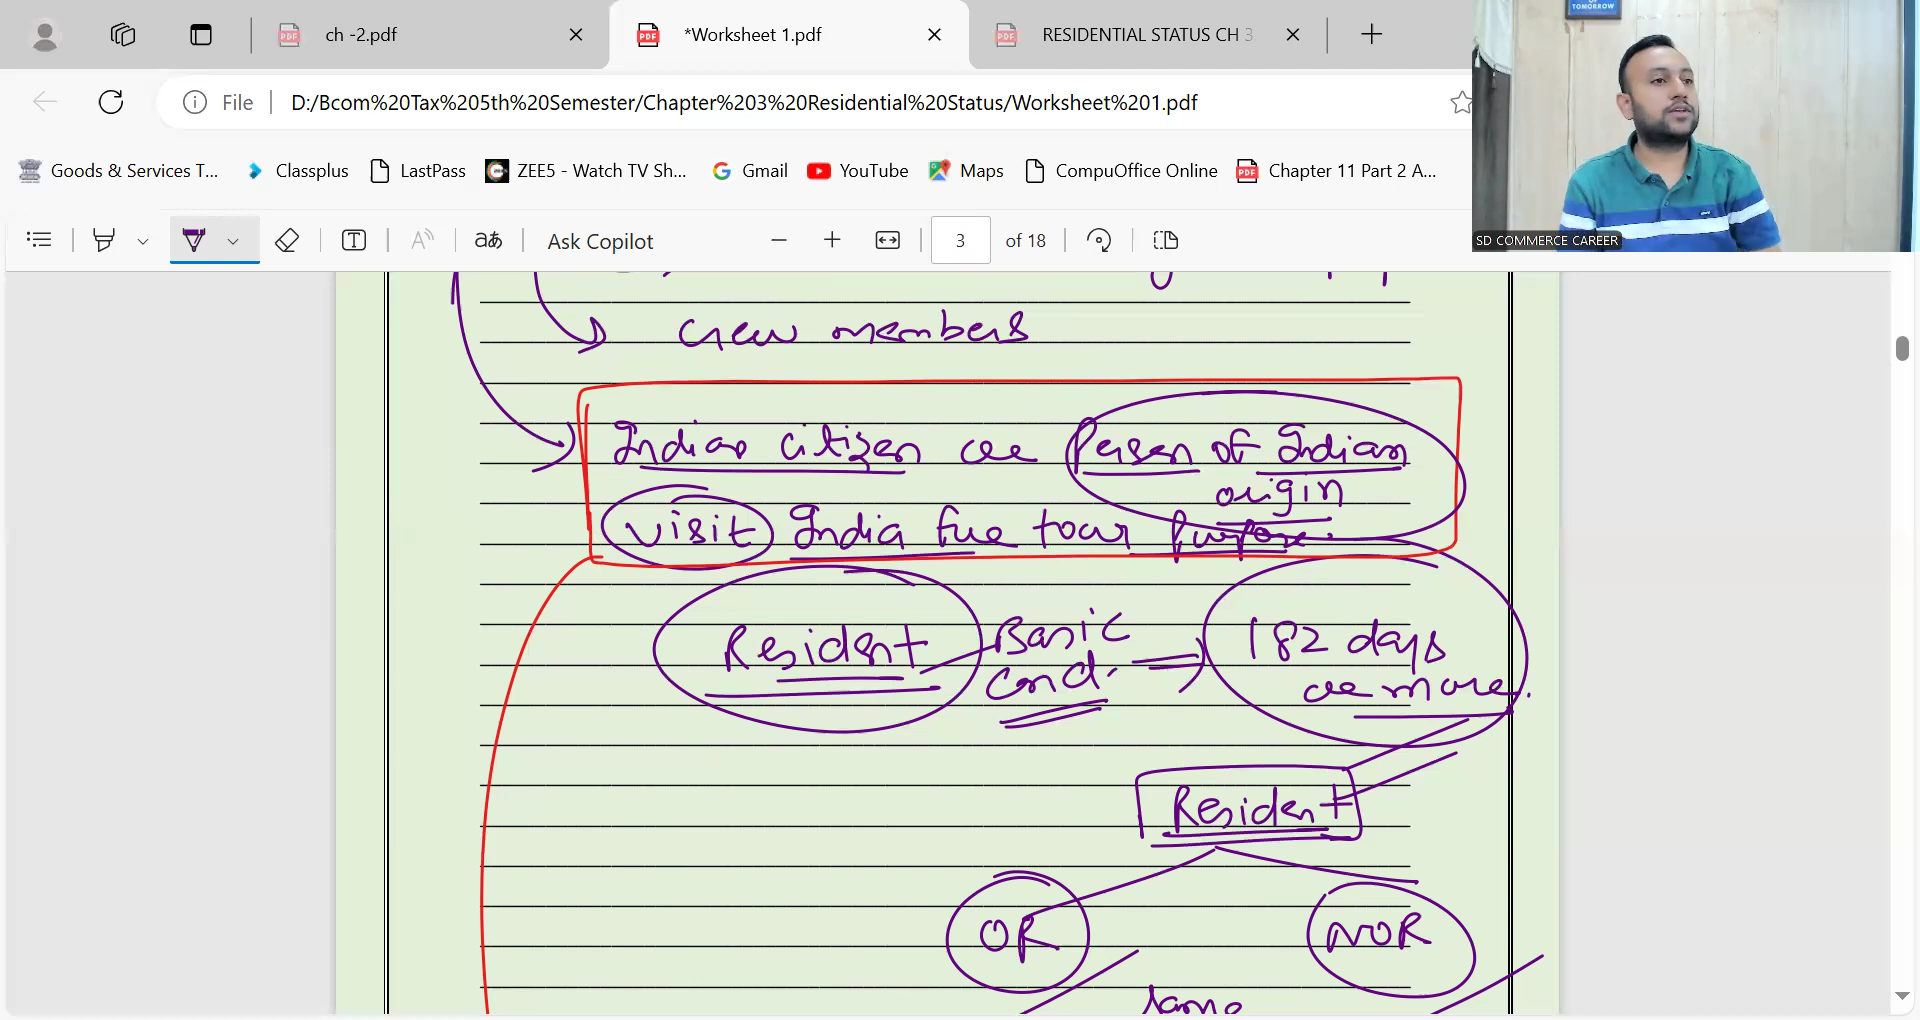 OF
TOMORROW
ch -2.pdf
*Worksheet 1.pdf
RESIDENTIAL STATUS CH 3
File
D:/Bcom%20Tax%205th%20Semester/Chapter%203%20Residential%20Status/Worksheet%201.pdf
Goods & Services T...
Classplus
LastPass
ZEE5 - Watch TV Sh...
Gmail
YouTube
Maps
CompuOffice Online
Chapter 11 Part 2 A...
Ask Copilot
3
of 18
SD COMMERCE CAREER
crew members
Indian citizen or Person of Indian
origin
visit India for tour purpose.
Resident
Basic
cond.
182 days
or more.
Resident
OR
NOR
same